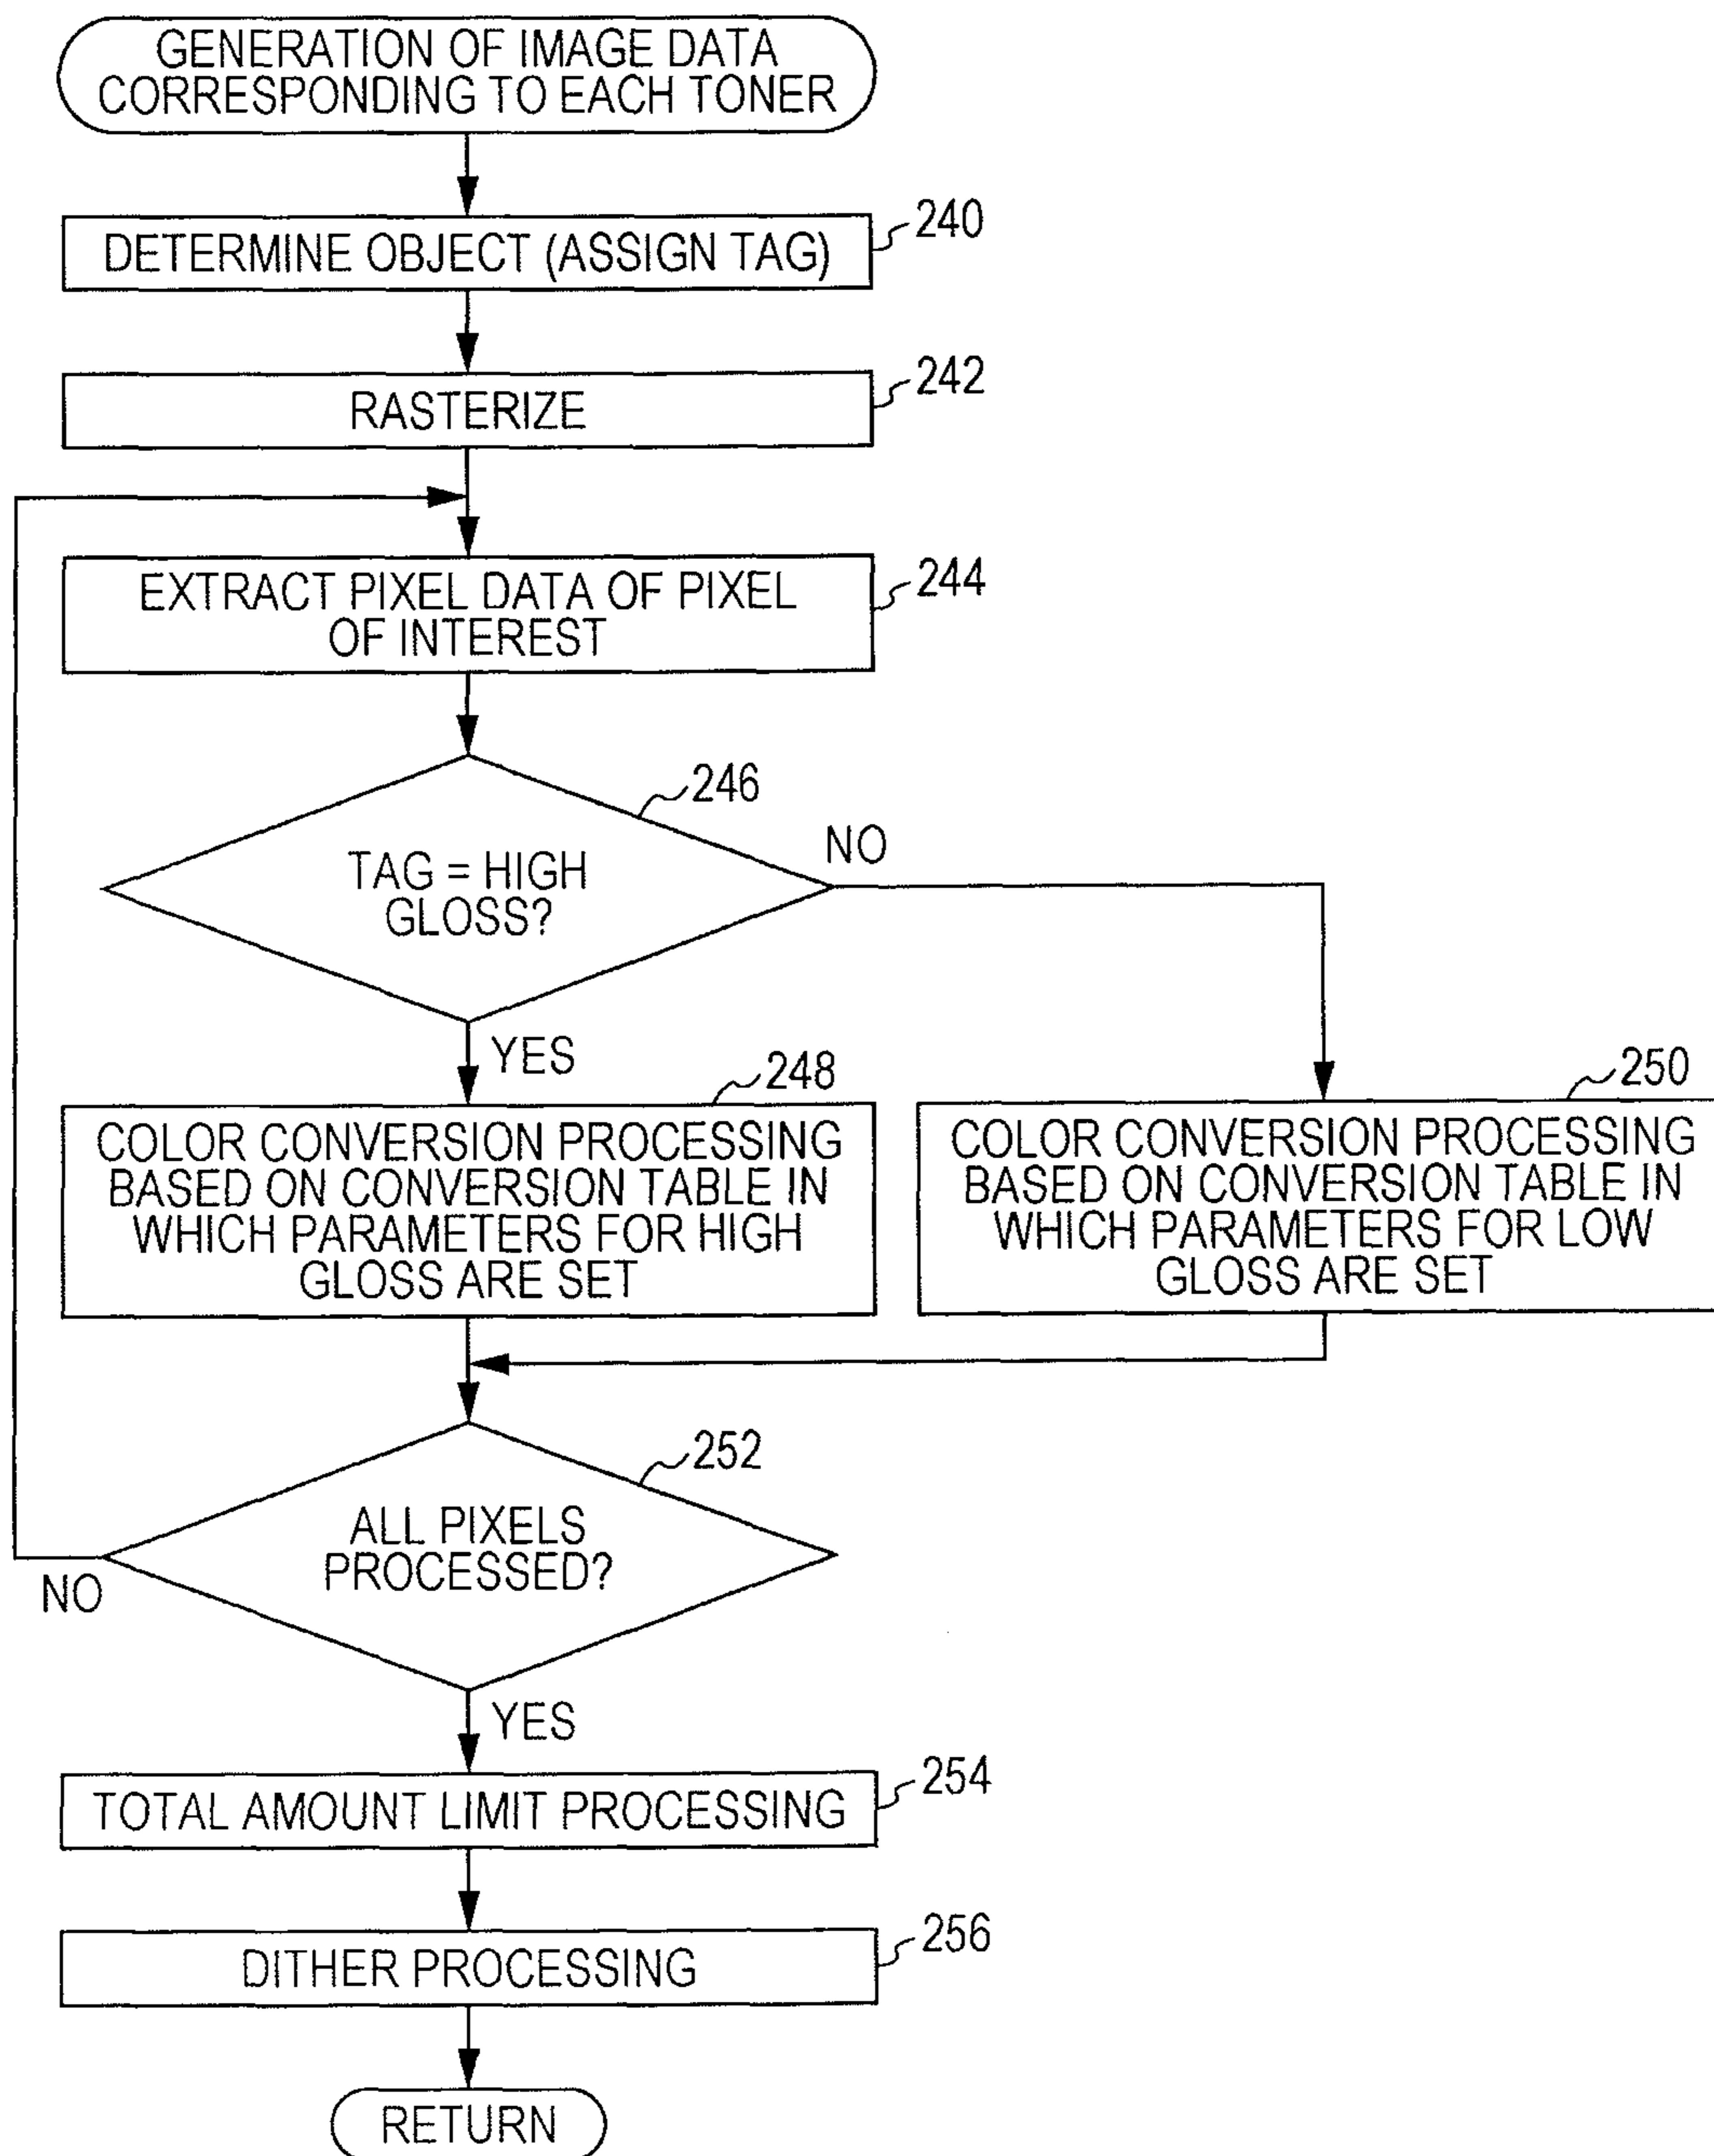 GENERATION OF IMAGE DATA
CORRESPONDING TO EACH TONER
240
DETERMINE OBJECT (ASSIGN TAG)
242
RASTERIZE
244
EXTRACT PIXEL DATA OF PIXEL
OF INTEREST
246
TAG = HIGH
GLOSS?
NO
YES
248
COLOR CONVERSION PROCESSING
BASED ON CONVERSION TABLE IN
WHICH PARAMETERS FOR HIGH
GLOSS ARE SET
250
COLOR CONVERSION PROCESSING
BASED ON CONVERSION TABLE IN
WHICH PARAMETERS FOR LOW
GLOSS ARE SET
252
ALL PIXELS
PROCESSED?
NO
YES
254
TOTAL AMOUNT LIMIT PROCESSING
256
DITHER PROCESSING
RETURN